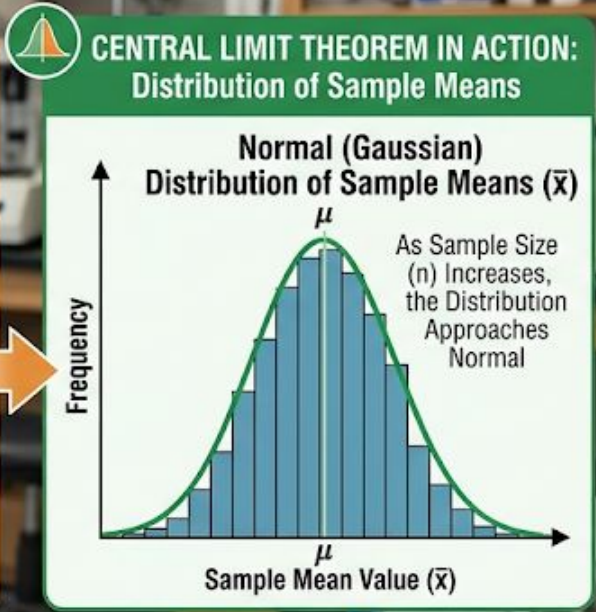 CENTRAL LIMIT THEOREM IN ACTION:
Distribution of Sample Means
Normal (Gaussian)
Distribution of Sample Means (x̄)
μ
As Sample Size
(n) Increases,
the Distribution
Approaches
Normal
Frequency
μ
Sample Mean Value (x̄)